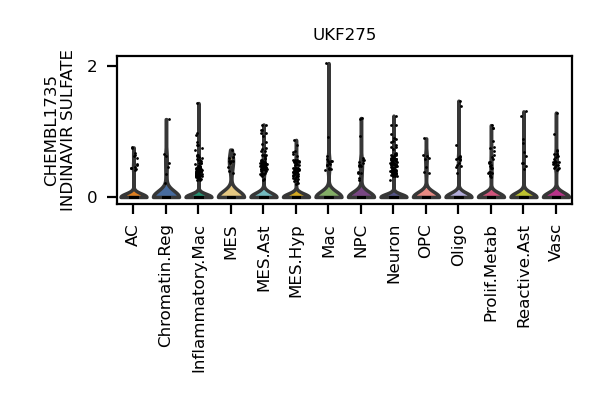 UKF275
CHEMBL1735
INDINAVIR SULFATE
2
0
AC
Chromatin.Reg
Inflammatory.Mac
MES
MES.Ast
MES.Hyp
Mac
NPC
Neuron
OPC
Oligo
Prolif.Metab
Reactive.Ast
Vasc